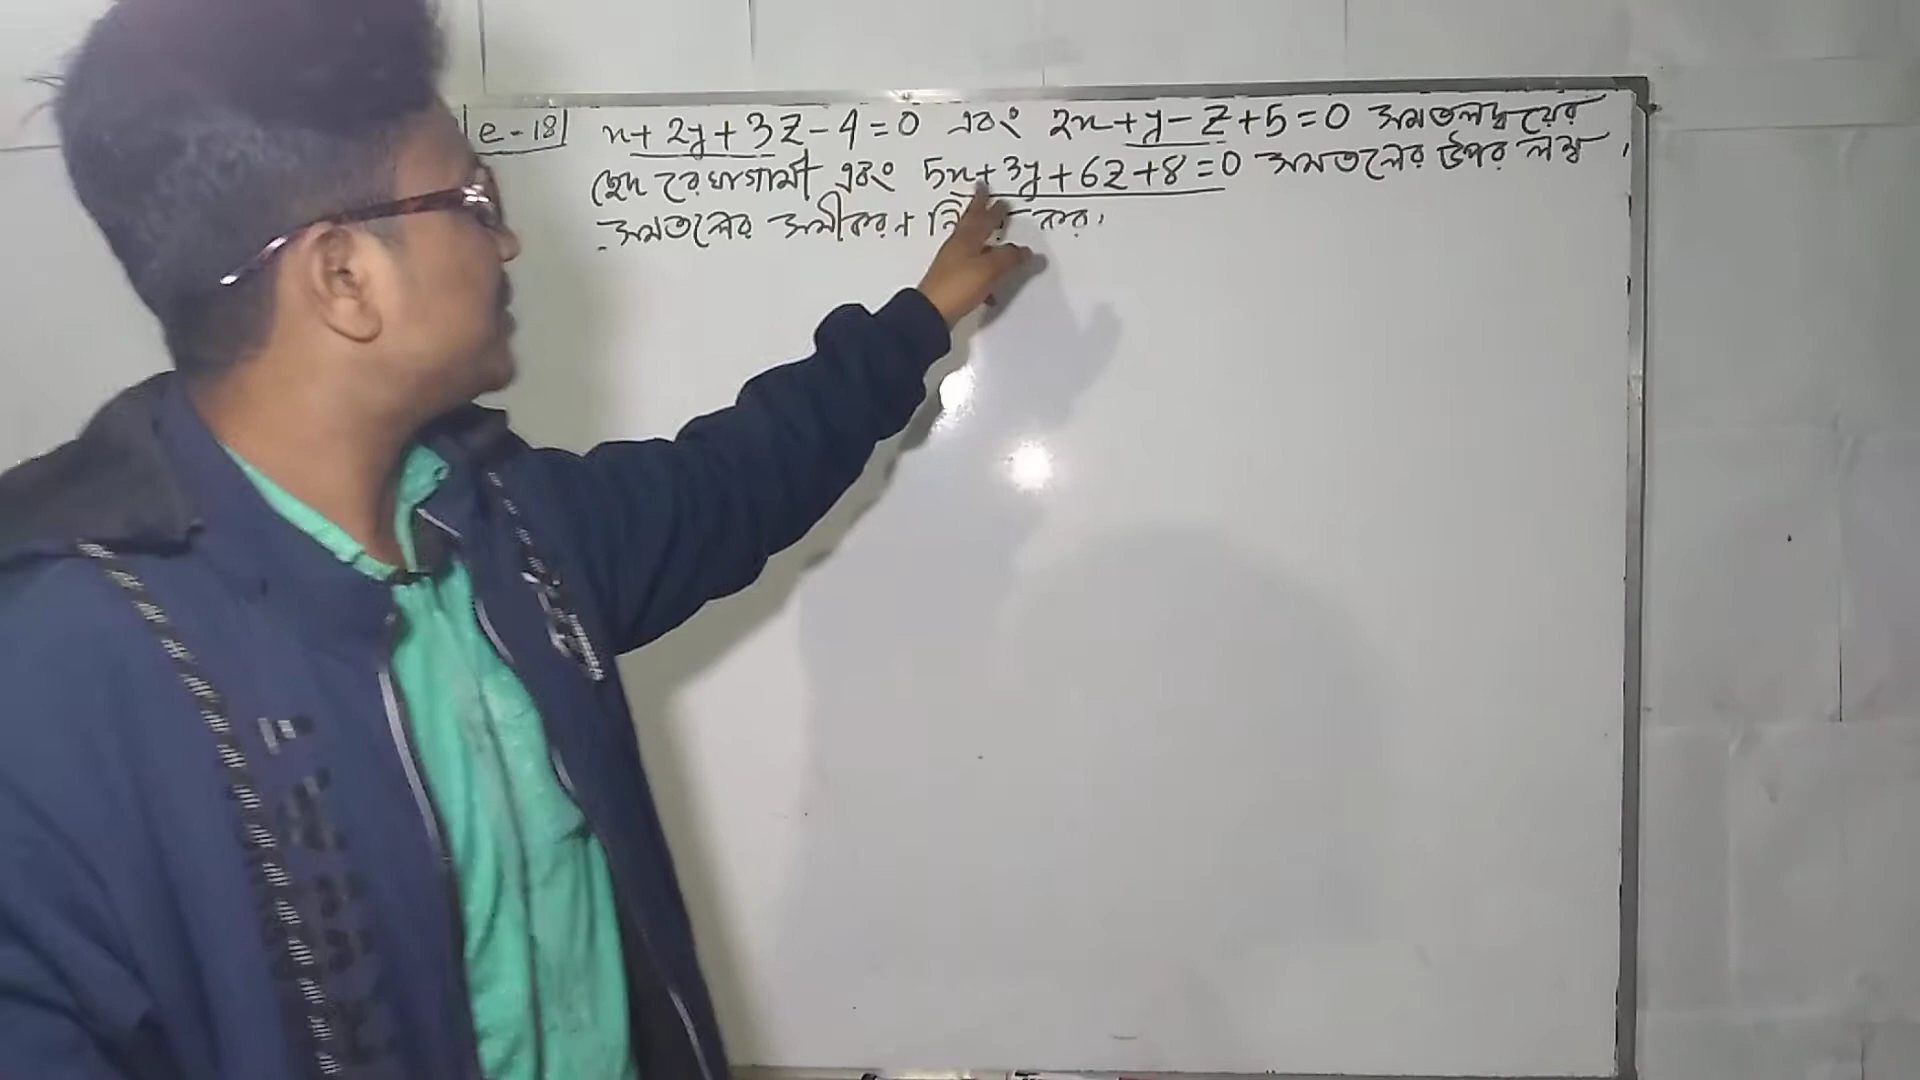 e-18 x+2y+3z-4=0 এবং 2x+y-z+5=0 সমতলদ্বয়ের
ছেদ রেখাগামী এবং 5x+3y+6z+8=0 সমতলের উপর লম্ব,
সমতলের সমীকরণ কর।